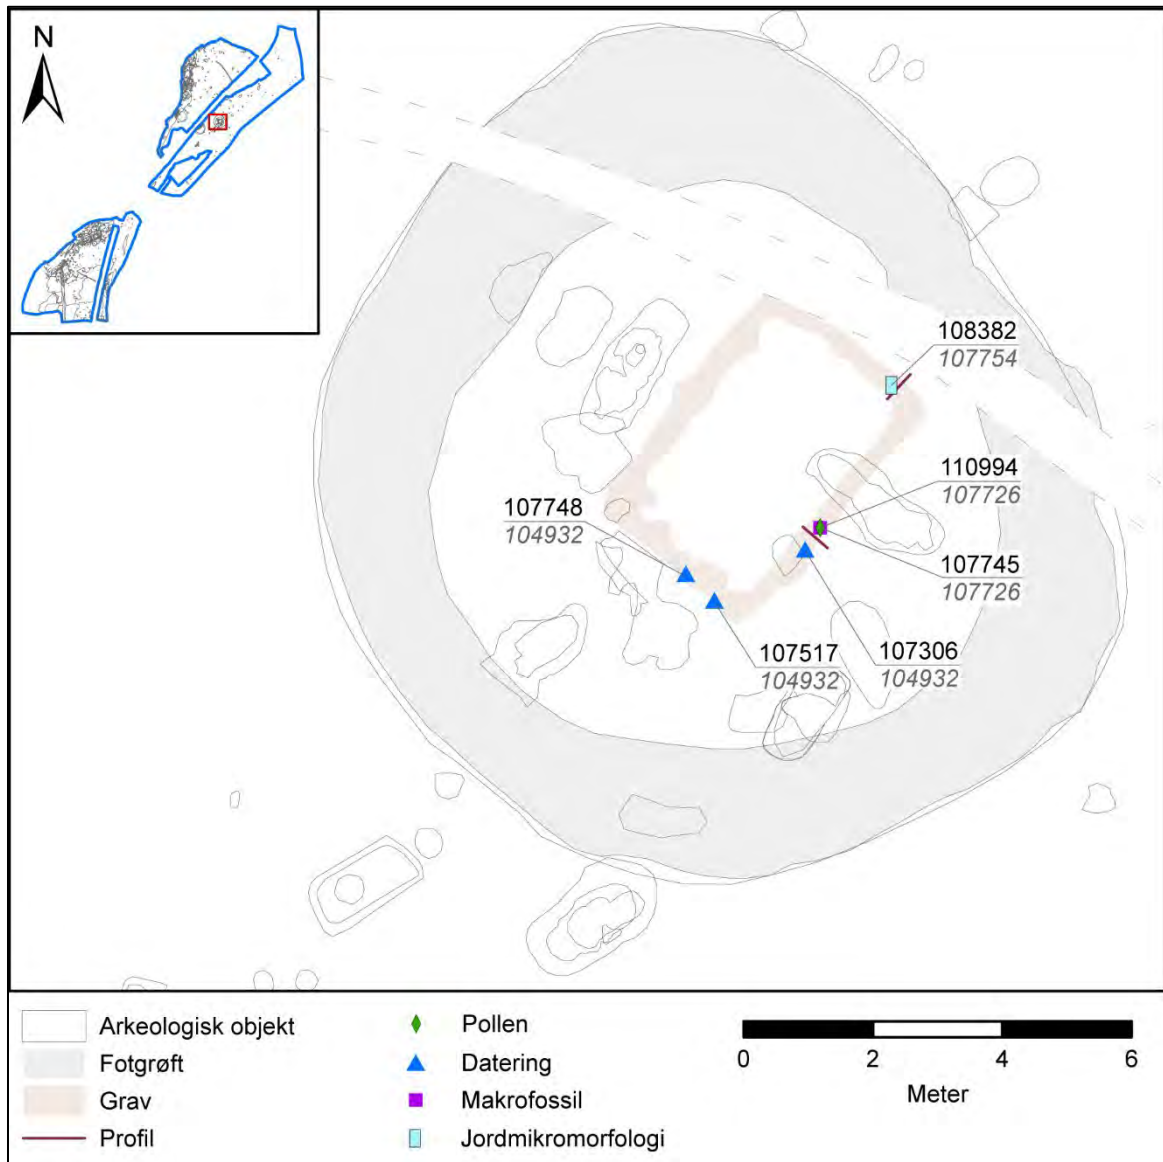 N
108382
107754
110994
107726
107748
104932
107745
107726
107517
104932
107306
104932
Arkeologisk objekt
Fotgrøft
Grav
Profil
Pollen
Datering
Makrofossil
Jordmikromorfologi
0 2 4 6
Meter